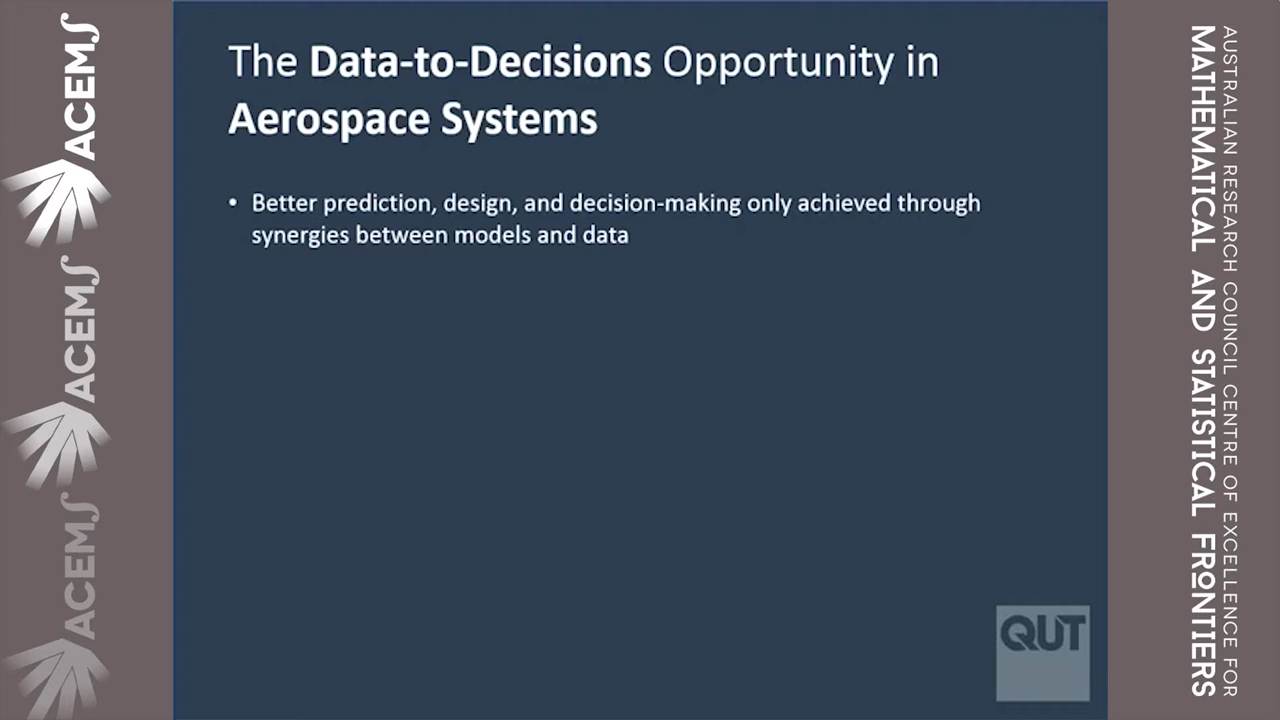 The Data-to-Decisions Opportunity in
Aerospace Systems
• Better prediction, design, and decision-making only achieved through
synergies between models and data
QUT
ACEMS
ACEMS
ACEMS
AUSTRALIAN RESEARCH COUNCIL CENTRE OF EXCELLENCE FOR
MATHEMATICAL AND STATISTICAL FRONTIERS